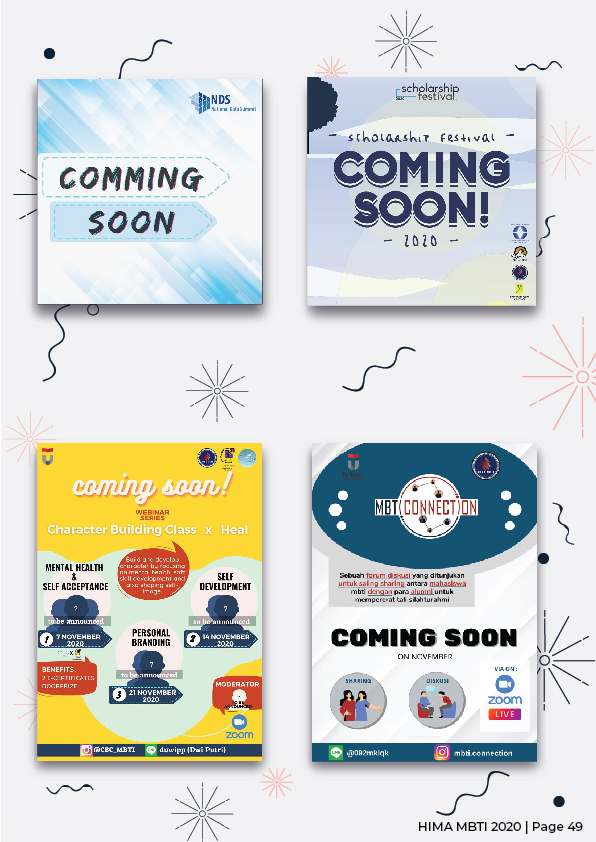 NDS
National Data Summit
COMMING
SOON
scholarship
festival
- scholarship festival -
COMING
SOON!
- 2020 -
coming soon!
WEBINAR
SERIES
Character Building Class x Heal
Build and develop
character by focusing
on mental health, soft
skill development and
also shaping self-
image.
MENTAL HEALTH
&
SELF ACCEPTANCE
?
to be announced
1 7 NOVEMBER
2020
SELF
DEVELOPMENT
?
to be announced
2 14 NOVEMBER
2020
PERSONAL
BRANDING
?
to be announced
3 21 NOVEMBER
2020
BENEFITS:
E-CERTIFICATES
DOORPRIZE
MODERATOR
TO BE
ANNOUNCED
zoom
@CBC_MBTI
duwipp (Dwi Putri)
MBTI CONNECTION
Sebuah forum diskusi yang ditunjukan
untuk saling sharing antara mahasiswa
mbti dengan para alumni untuk
mempererat tali silahturahmi
COMING SOON
ON NOVEMBER
SHARING
DISKUSI
VIA ON :
zoom
LIVE
@092mkiqk
mbti.connection
HIMA MBTI 2020 | Page 49